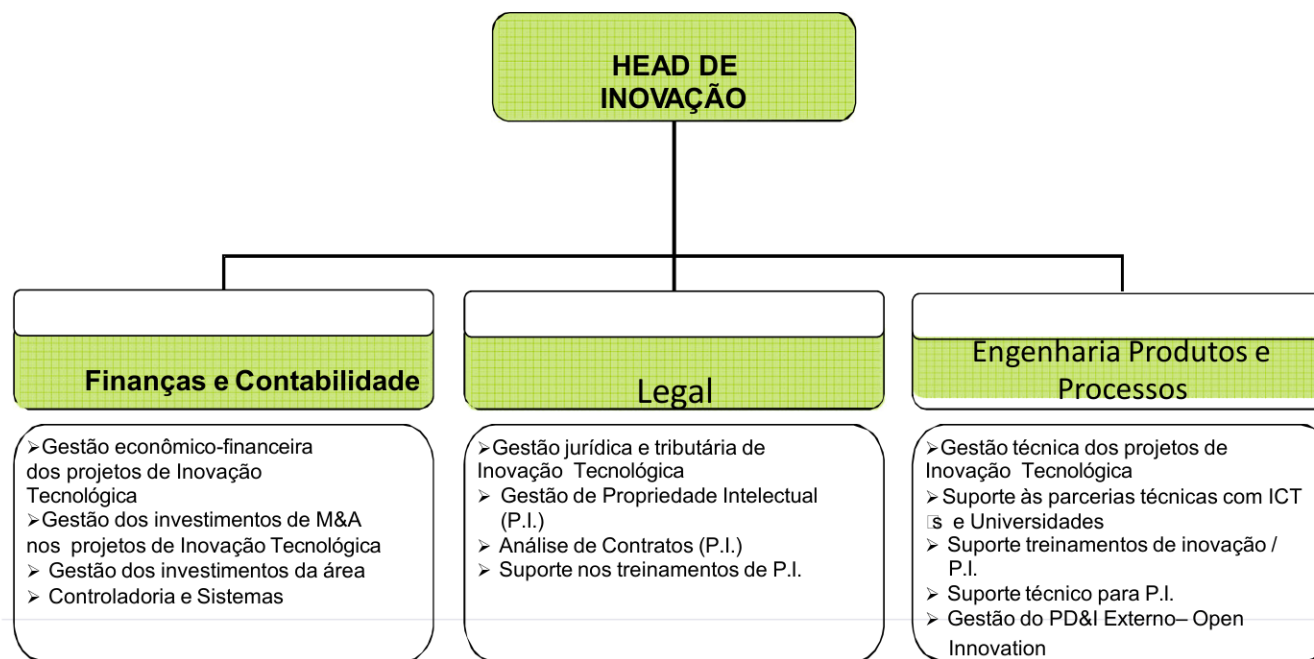 HEAD DE
INOVAÇÃO
Finanças e Contabilidade
➢Gestão econômico-financeira
dos projetos de Inovação
Tecnológica
➢Gestão dos investimentos de M&A
nos projetos de Inovação Tecnológica
➢ Gestão dos investimentos da área
➢ Controladoria e Sistemas
Legal
➢Gestão jurídica e tributária de
Inovação Tecnológica
➢ Gestão de Propriedade Intelectual
(P.I.)
➢ Análise de Contratos (P.I.)
➢ Suporte nos treinamentos de P.I.
Engenharia Produtos e
Processos
➢Gestão técnica dos projetos de
Inovação Tecnológica
➢Suporte às parcerias técnicas com ICT
s e Universidades
➢ Suporte treinamentos de inovação /
P.I.
➢ Suporte técnico para P.I.
➢ Gestão do PD&I Externo– Open
Innovation